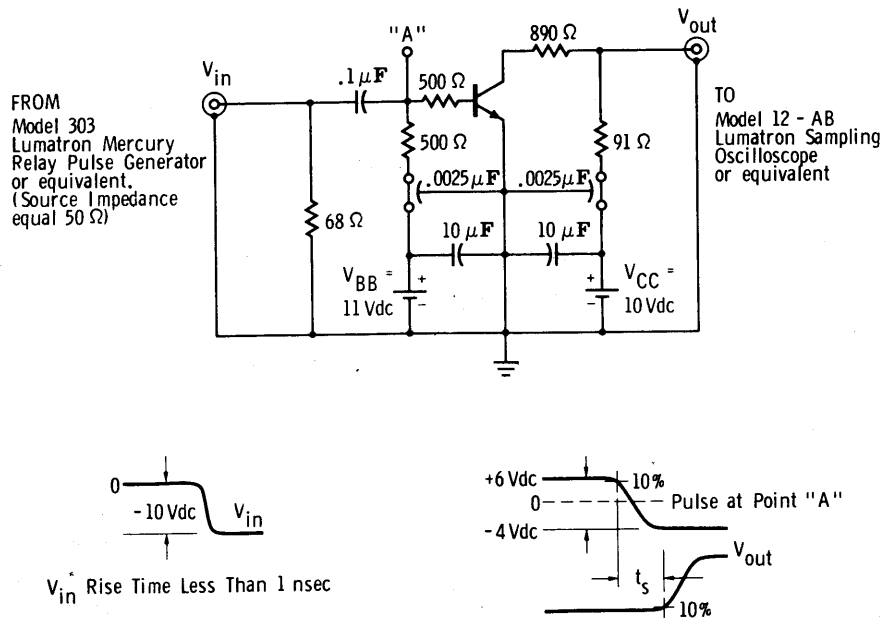 "A"
890 Ω
Vout
Vin
.1 μF
500 Ω
FROM
Model 303
Lumatron Mercury
Relay Pulse Generator
or equivalent.
(Source Impedance
equal 50 Ω)
500 Ω
TO
Model 12 - AB
Lumatron Sampling
Oscilloscope
or equivalent
91 Ω
.0025 μF
.0025 μF
68 Ω
10 μF
10 μF
VBB =
11 Vdc
+
−
+
−
VCC =
10 Vdc
0
-10 Vdc
Vin
Vin* Rise Time Less Than 1 nsec
+6 Vdc
10%
0
Pulse at Point "A"
-4 Vdc
Vout
ts
10%